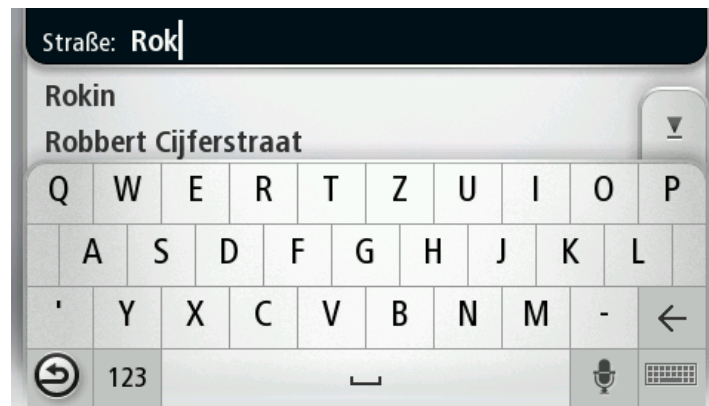 Straße: Rok
Rokin
Robbert Cijferstraat
Q W E R T Z U I O P
A S D F G H J K L
' Y X C V B N M -
123